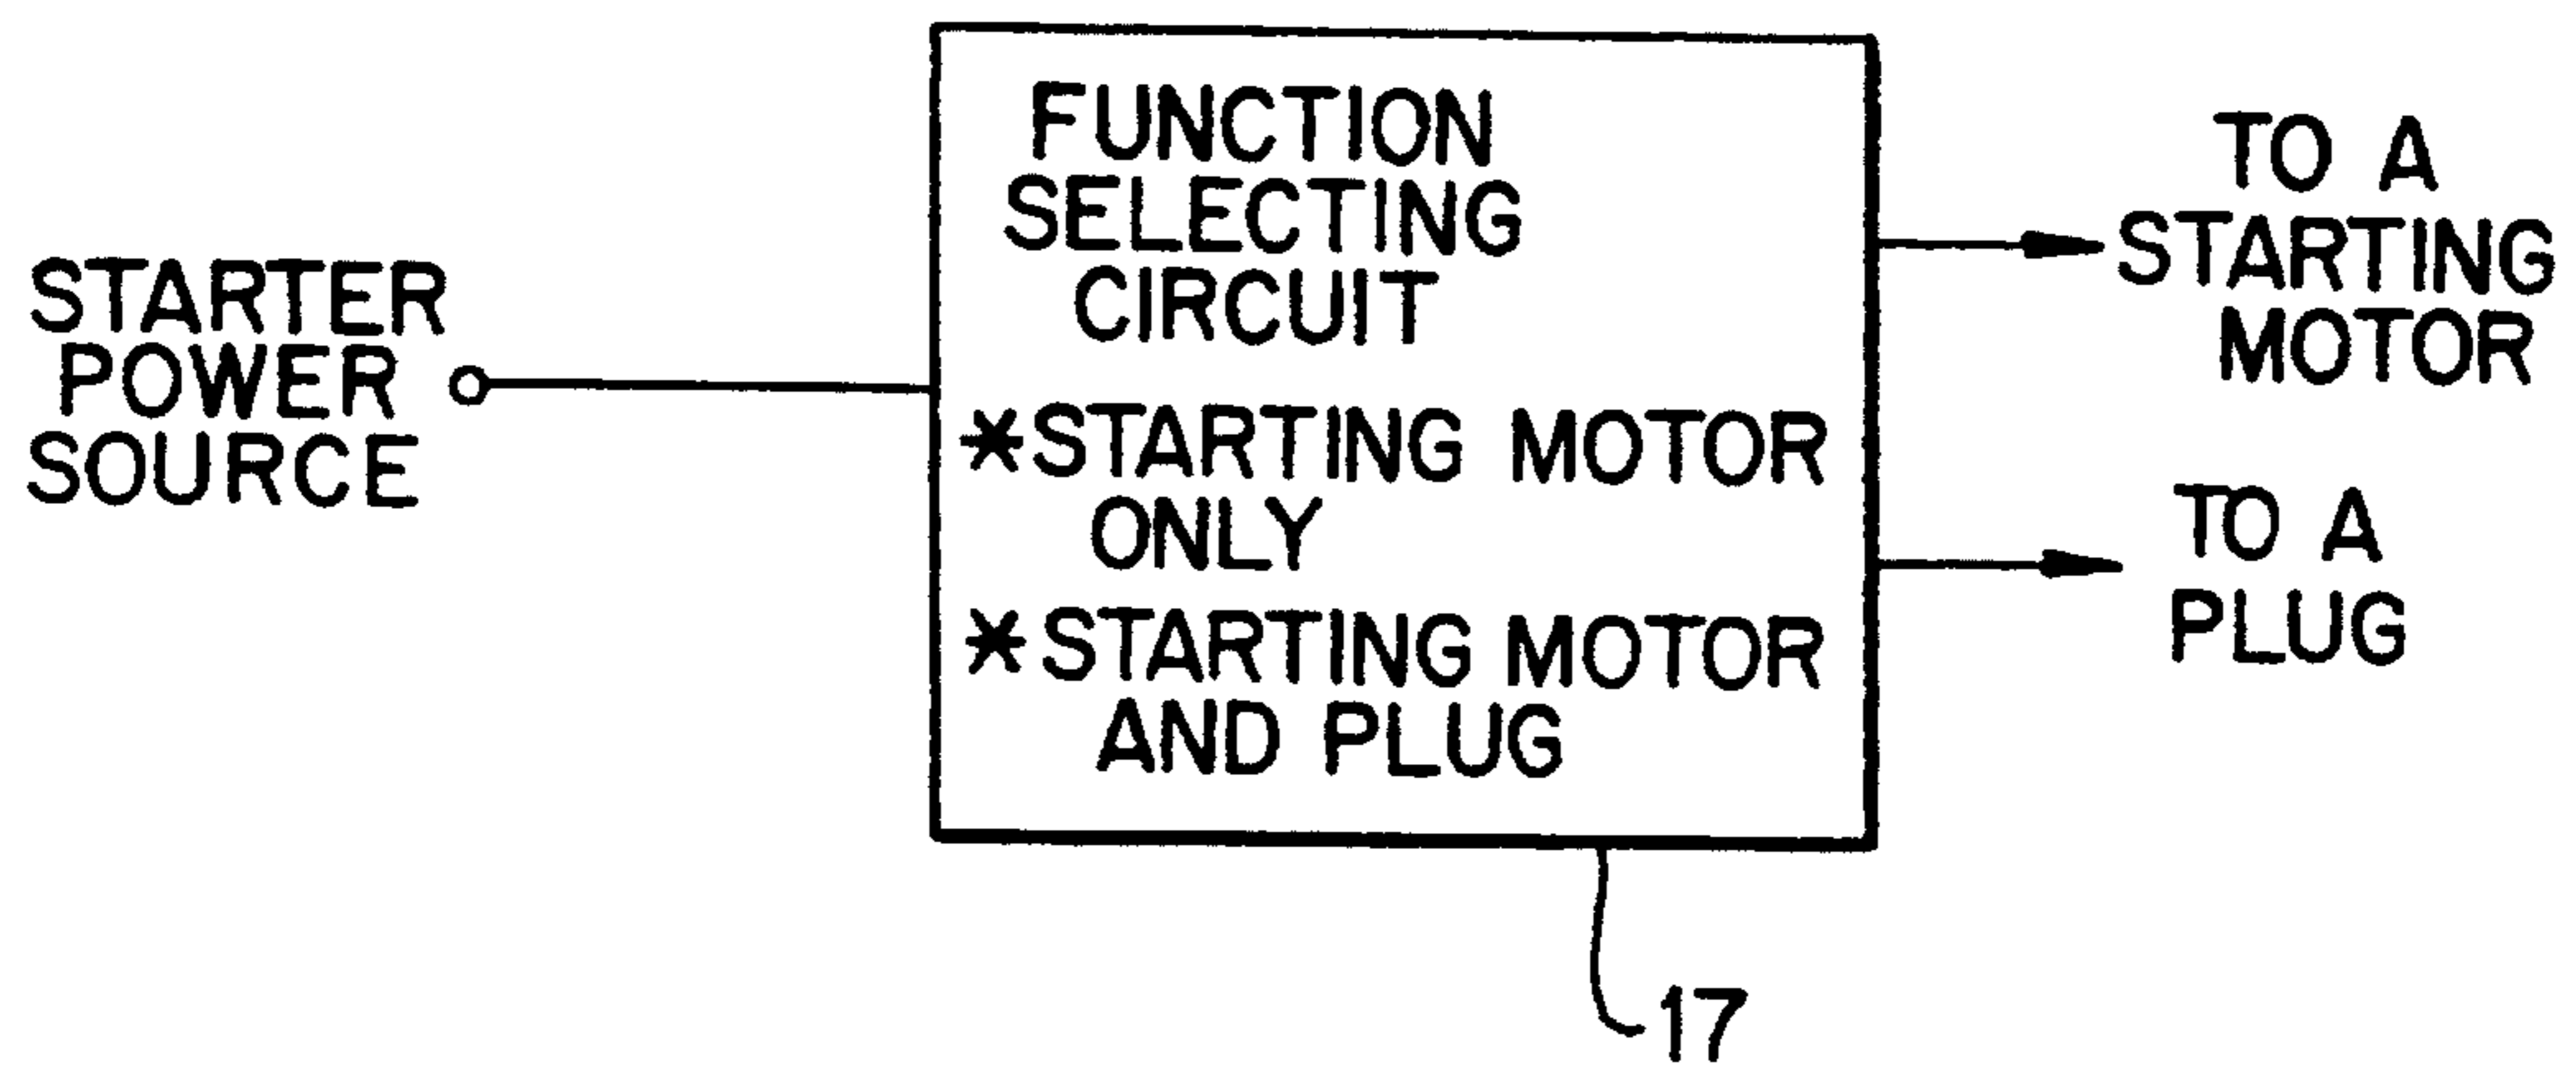 STARTER
POWER
SOURCE
FUNCTION
SELECTING
CIRCUIT
*STARTING MOTOR
ONLY
*STARTING MOTOR
AND PLUG
TO A
STARTING
MOTOR
TO A
PLUG
17